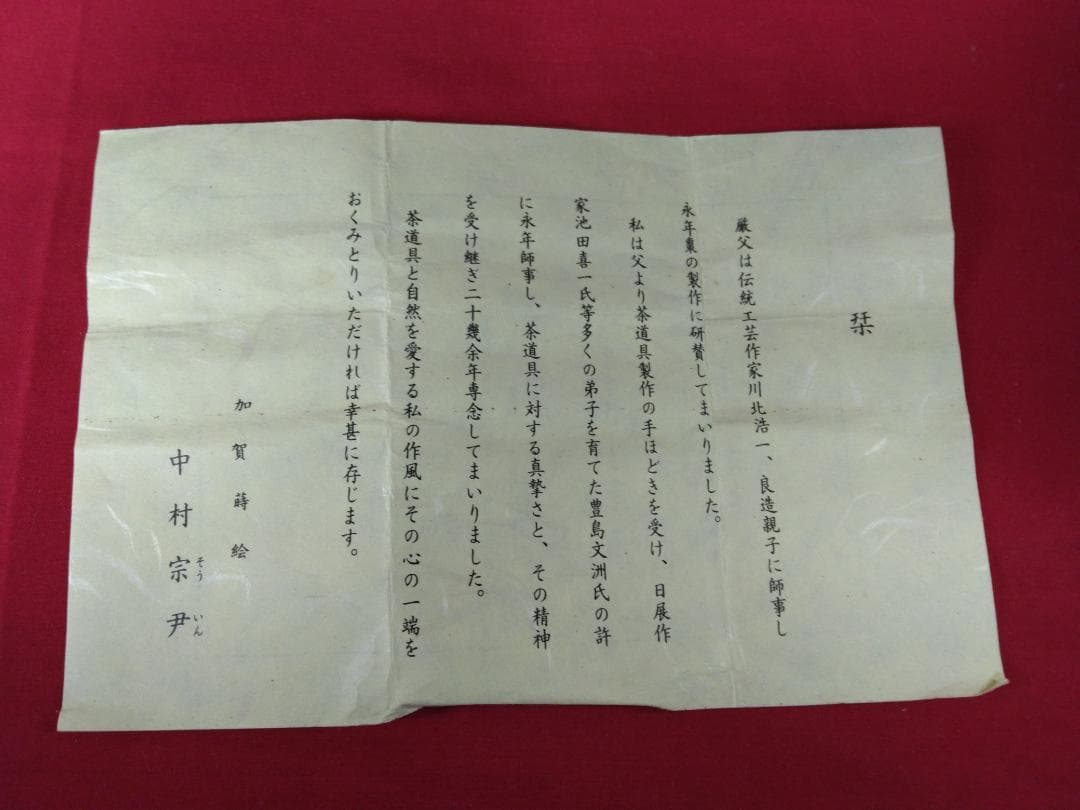 栞
厳父は伝統工芸作家川北浩一、良造親子に師事し
永年棗の製作に研賛してまいりました。
私は父より茶道具製作の手ほどきを受け、日展作
家池田喜一氏等多くの弟子を育てた豊島文洲氏の許
に永年師事し、茶道具に対する真摯さと、その精神
を受け継ぎ二十幾余年専念してまいりました。
茶道具と自然を愛する私の作風にその心の一端を
おくみとりいただければ幸甚に存じます。
加賀蒔絵
中村宗尹
そういん